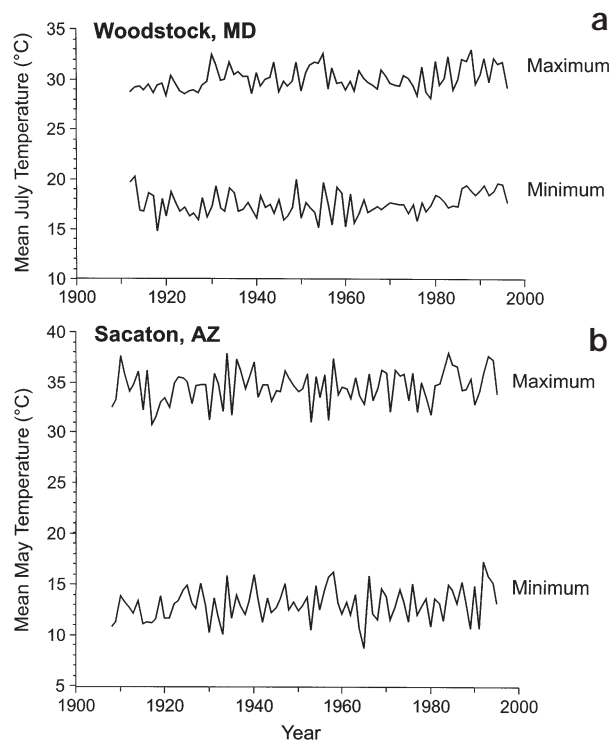 a
Woodstock, MD
Mean July Temperature (°C)
35
30
25
20
15
10
Maximum
Minimum
1900 1920 1940 1960 1980 2000
b
Sacaton, AZ
Mean May Temperature (°C)
40
35
30
25
20
15
10
5
Maximum
Minimum
1900 1920 1940 1960 1980 2000
Year